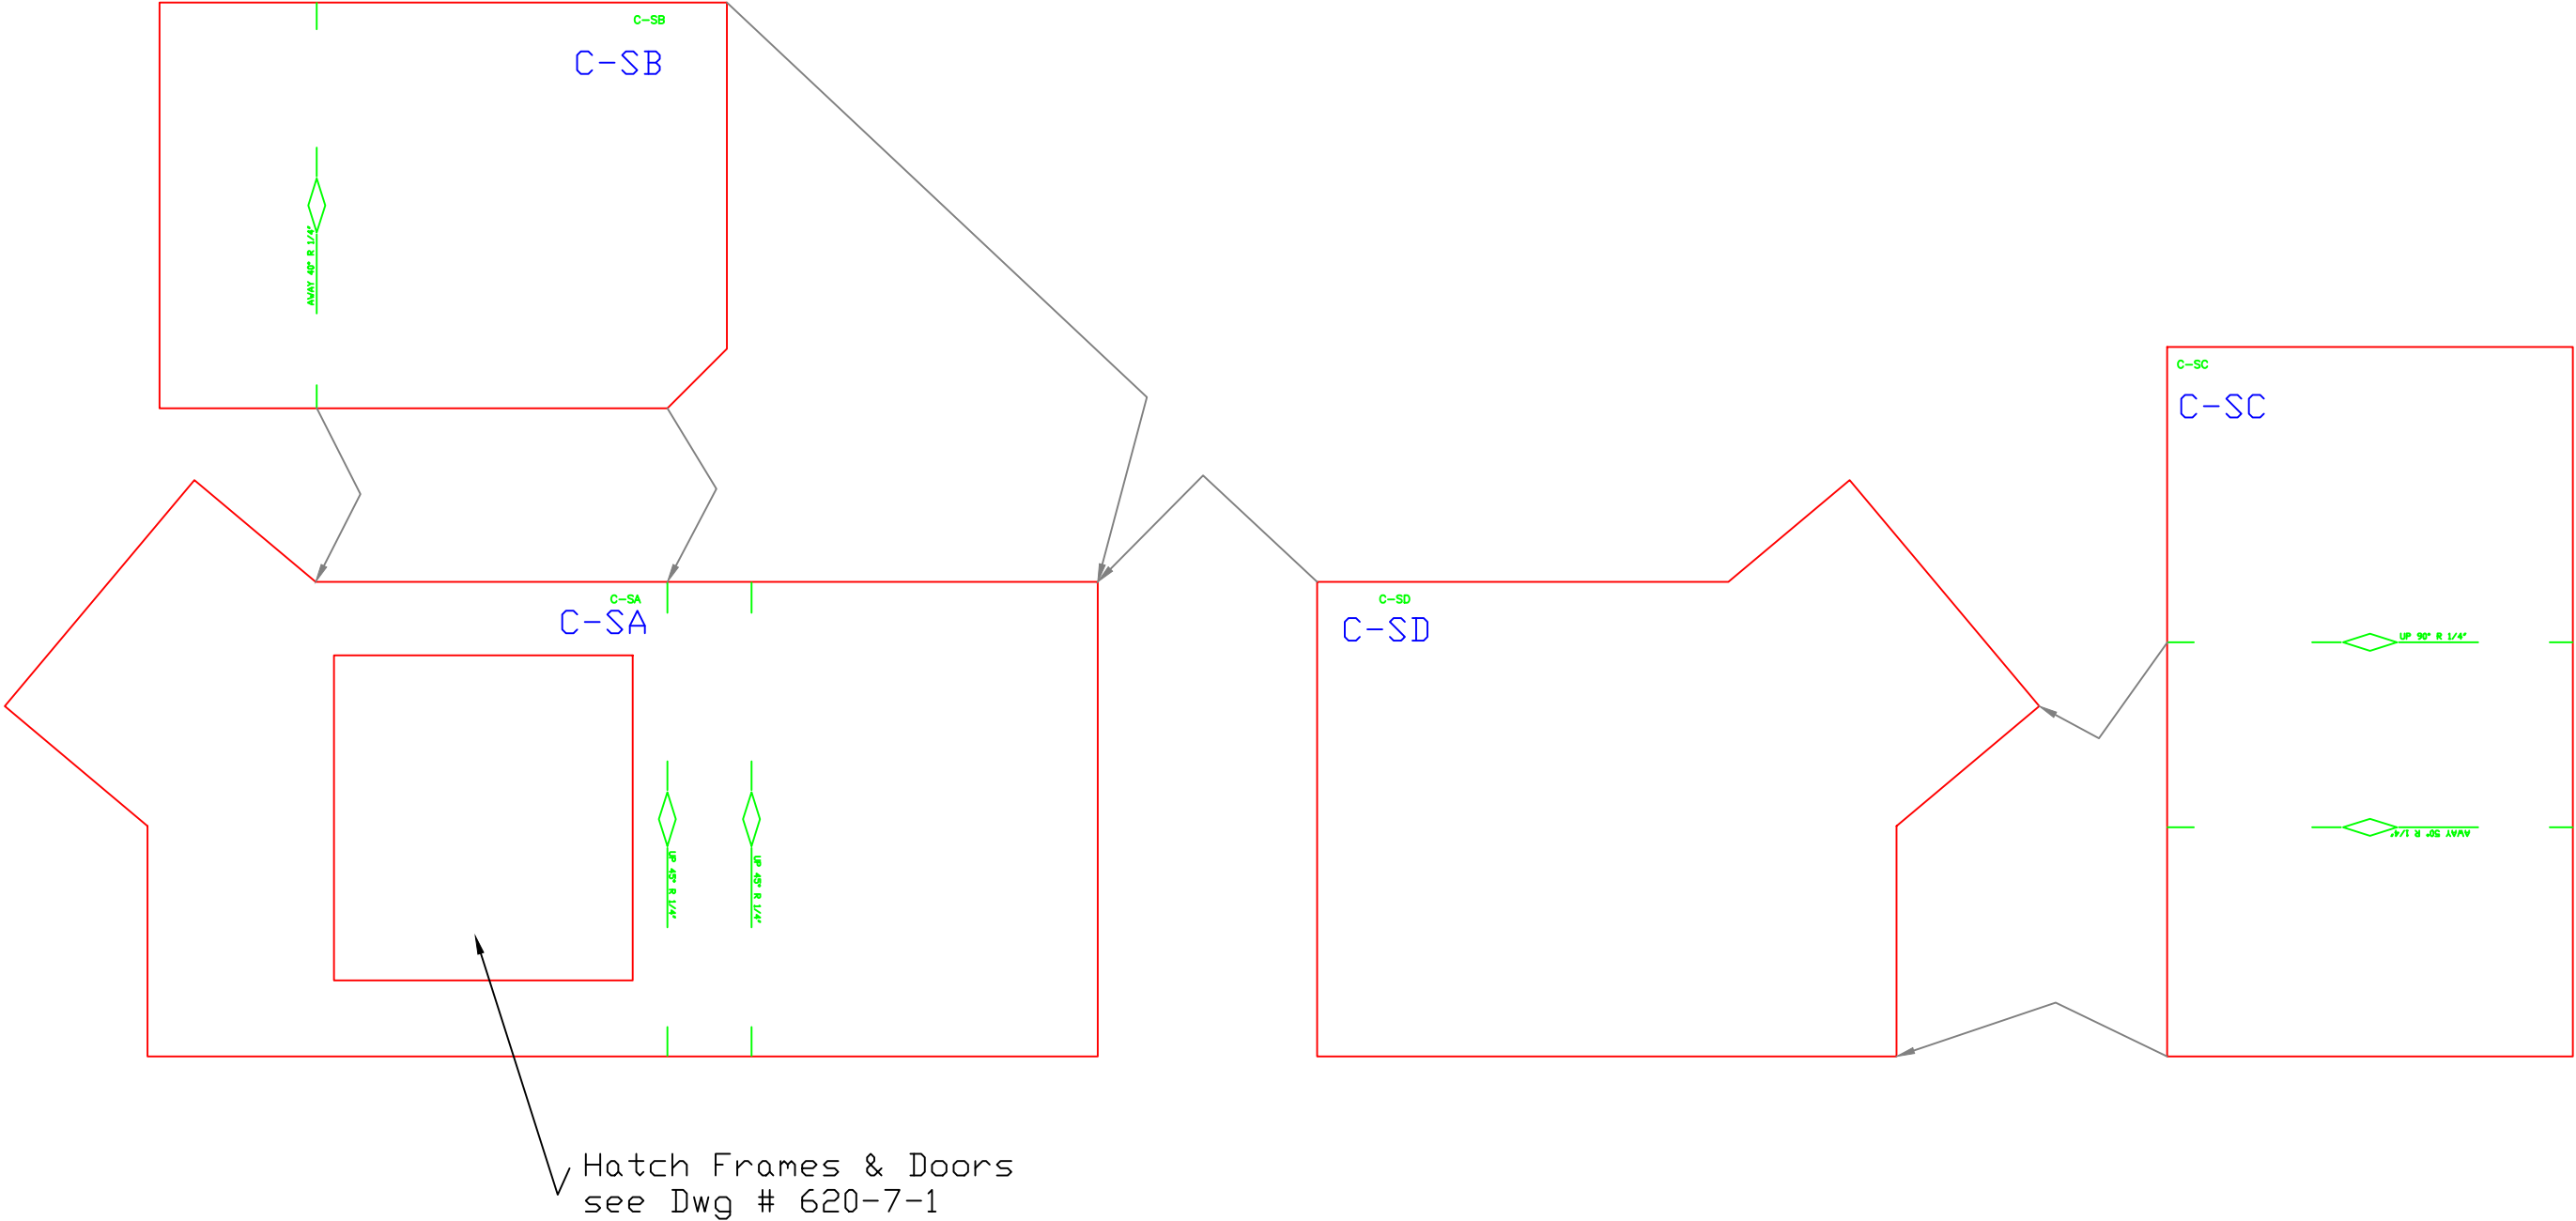 C-SB
C-SB
AWAY 40° R 1/4"
C-SC
C-SC
C-SA
C-SA
C-SD
C-SD
UP 90° R 1/4"
AWAY 50° R 1/4"
UP 45° R 1/4"
UP 45° R 1/4"
Hatch Frames & Doors
see Dwg # 620-7-1